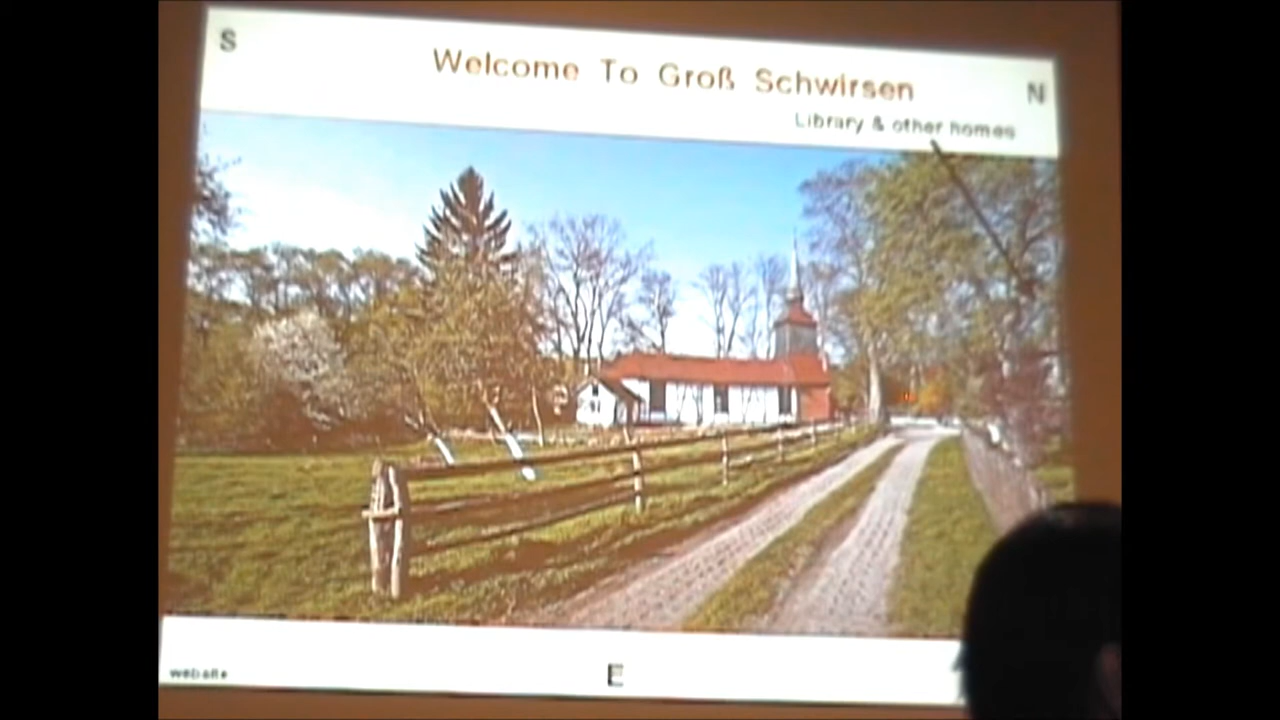 S
Welcome To Groß Schwirsen
N
Library & other homes
website
E